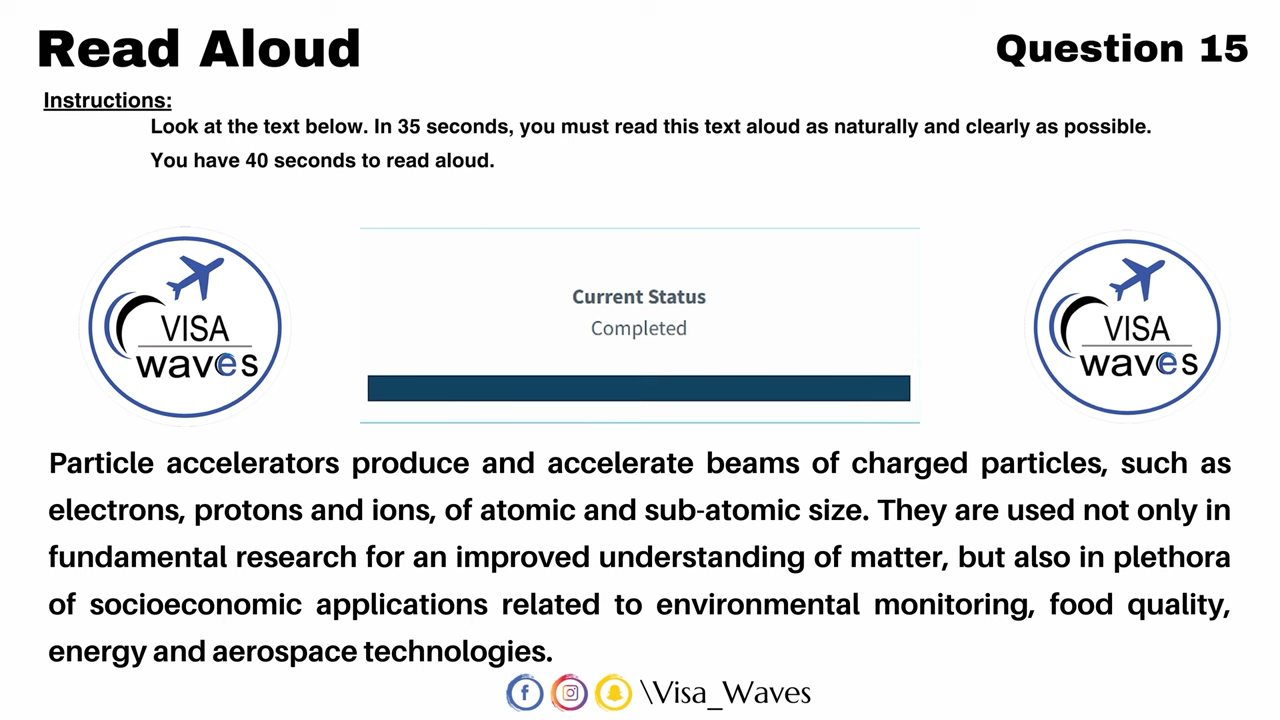 Read Aloud
Question 15
Instructions:
Look at the text below. In 35 seconds, you must read this text aloud as naturally and clearly as possible.
You have 40 seconds to read aloud.
VISA
waves
Current Status
Completed
VISA
waves
Particle accelerators produce and accelerate beams of charged particles, such as
electrons, protons and ions, of atomic and sub-atomic size. They are used not only in
fundamental research for an improved understanding of matter, but also in plethora
of socioeconomic applications related to environmental monitoring, food quality,
energy and aerospace technologies.
\Visa_Waves